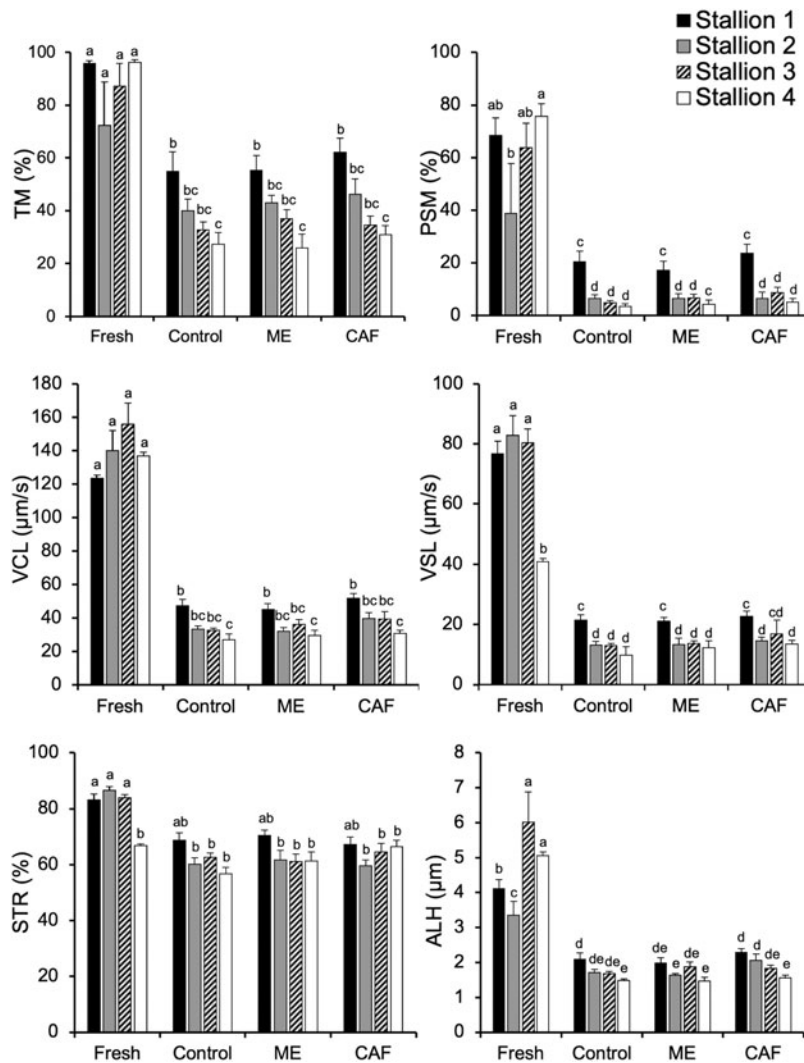 Stallion 1
Stallion 2
Stallion 3
Stallion 4
TM (%)
100
80
60
40
20
0
a a a a
b bc bc c
b bc bc c
b bc bc c
Fresh Control ME CAF
PSM (%)
100
80
60
40
20
0
ab b ab a
c d d d
c d d c
c d d d
Fresh Control ME CAF
VCL (µm/s)
180
160
140
120
100
80
60
40
20
0
a a a a
b bc bc c
b bc bc c
b bc bc c
Fresh Control ME CAF
VSL (µm/s)
100
80
60
40
20
0
a a a b
c d d d
c d d d
c d cd d
Fresh Control ME CAF
STR (%)
100
80
60
40
20
0
a a a b
ab b b b
ab b b b
ab b b b
Fresh Control ME CAF
ALH (µm)
8
7
6
5
4
3
2
1
0
b c a a
d de de e
de e de e
d d de e
Fresh Control ME CAF